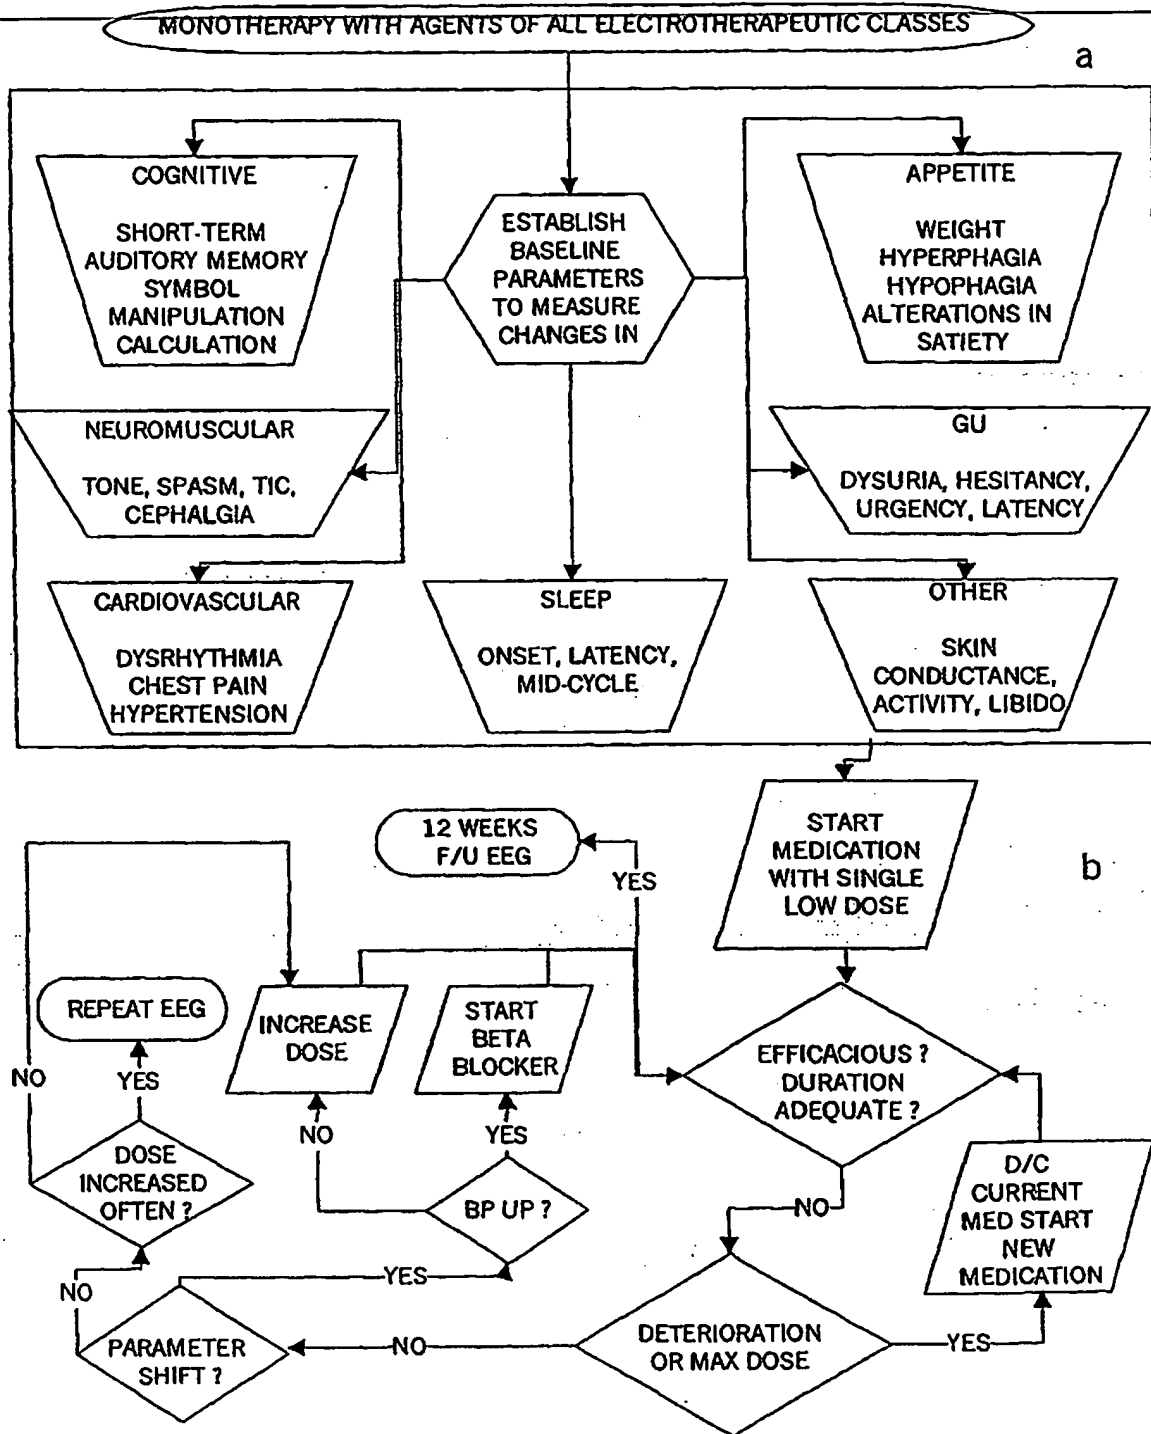 MONOTHERAPY WITH AGENTS OF ALL ELECTROTHERAPEUTIC CLASSES
a
COGNITIVE
SHORT-TERM
AUDITORY MEMORY
SYMBOL
MANIPULATION
CALCULATION
ESTABLISH
BASELINE
PARAMETERS
TO MEASURE
CHANGES IN
APPETITE
WEIGHT
HYPERPHAGIA
HYPOPHAGIA
ALTERATIONS IN
SATIETY
NEUROMUSCULAR
TONE, SPASM, TIC,
CEPHALGIA
GU
DYSURIA, HESITANCY,
URGENCY, LATENCY
CARDIOVASCULAR
DYSRHYTHMIA
CHEST PAIN
HYPERTENSION
SLEEP
ONSET, LATENCY,
MID-CYCLE
OTHER
SKIN
CONDUCTANCE,
ACTIVITY, LIBIDO
START
MEDICATION
WITH SINGLE
LOW DOSE
b
12 WEEKS
F/U EEG
YES
REPEAT EEG
INCREASE
DOSE
START
BETA
BLOCKER
EFFICACIOUS ?
DURATION
ADEQUATE ?
NO
YES
NO
YES
DOSE
INCREASED
OFTEN ?
BP UP ?
NO
D/C
CURRENT
MED START
NEW
MEDICATION
NO
YES
PARAMETER
SHIFT ?
NO
DETERIORATION
OR MAX DOSE
YES